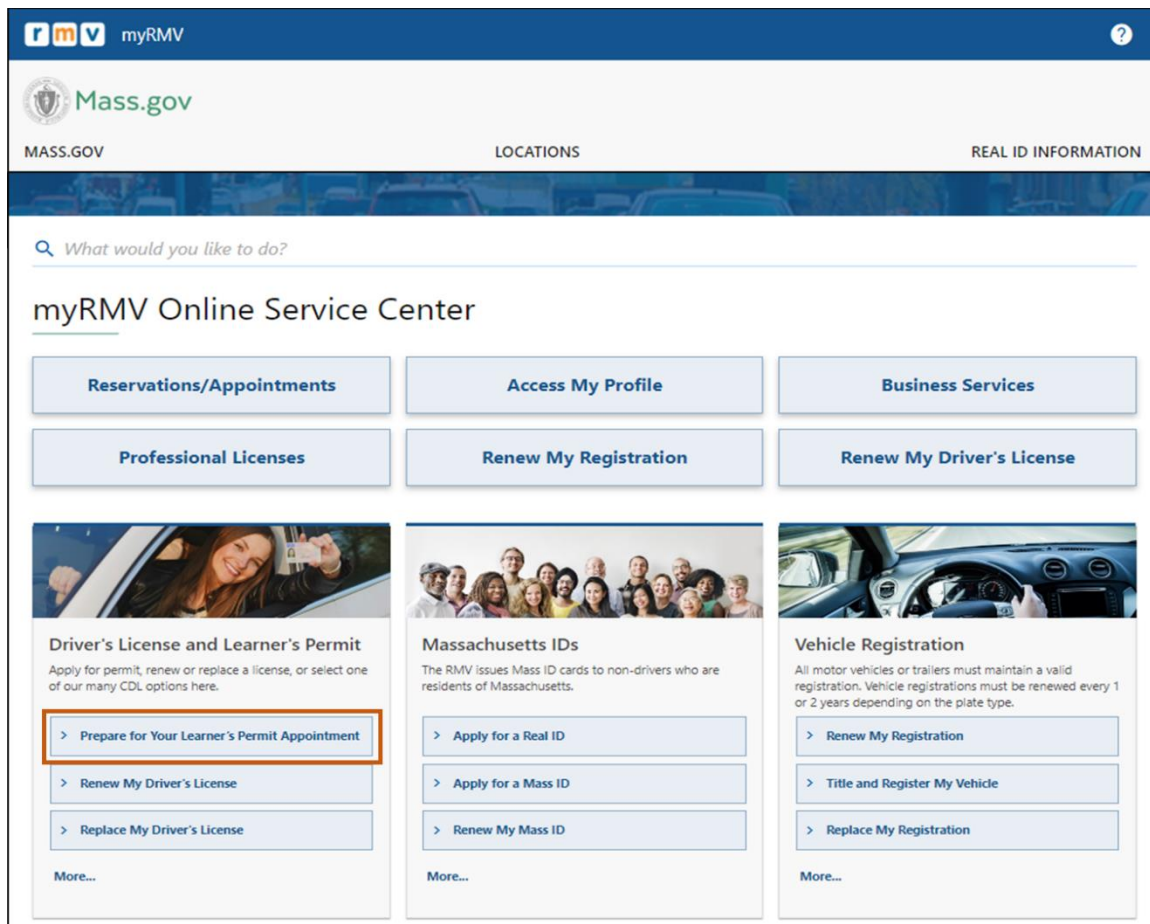 rmv myRMV ?
Mass.gov
MASS.GOV LOCATIONS REAL ID INFORMATION
What would you like to do?
myRMV Online Service Center
Reservations/Appointments Access My Profile Business Services
Professional Licenses Renew My Registration Renew My Driver's License
Driver's License and Learner's Permit
Apply for permit, renew or replace a license, or select one
of our many CDL options here.
> Prepare for Your Learner's Permit Appointment
> Renew My Driver's License
> Replace My Driver's License
More...
Massachusetts IDs
The RMV issues Mass ID cards to non-drivers who are
residents of Massachusetts.
> Apply for a Real ID
> Apply for a Mass ID
> Renew My Mass ID
More...
Vehicle Registration
All motor vehicles or trailers must maintain a valid
registration. Vehicle registrations must be renewed every 1
or 2 years depending on the plate type.
> Renew My Registration
> Title and Register My Vehicle
> Replace My Registration
More...